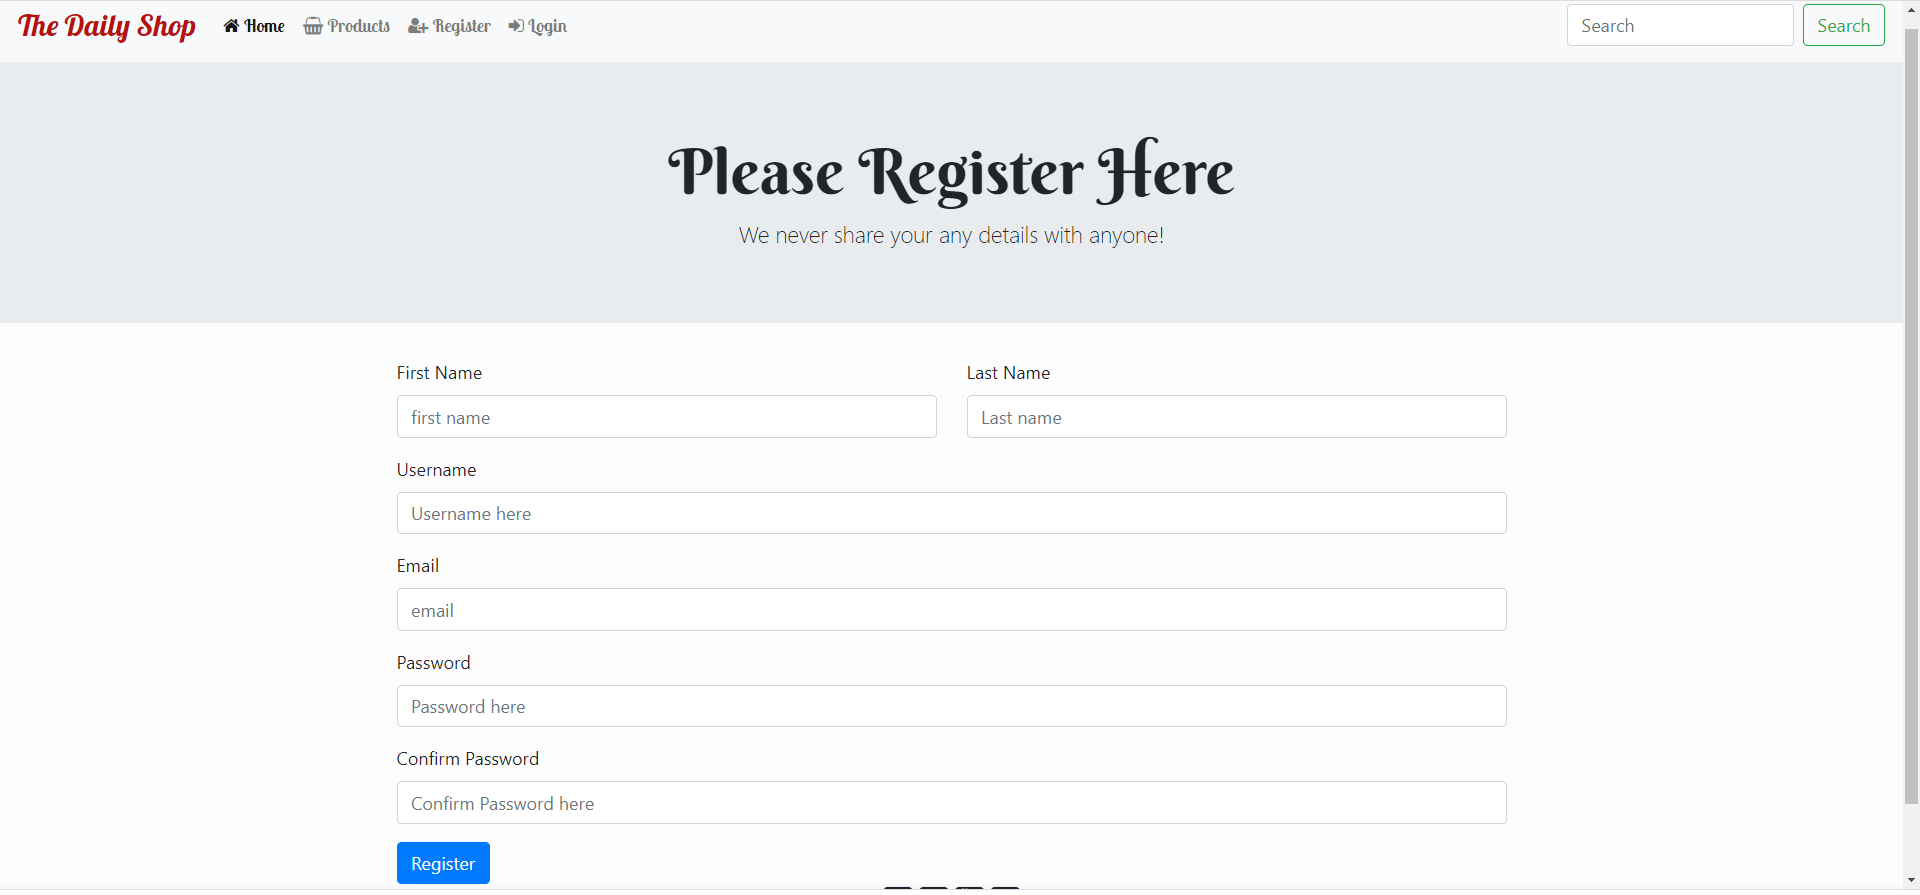 The Daily Shop Home Products Register Login Search Search
Please Register Here
We never share your any details with anyone!
First Name Last Name
first name Last name
Username
Username here
Email
email
Password
Password here
Confirm Password
Confirm Password here
Register